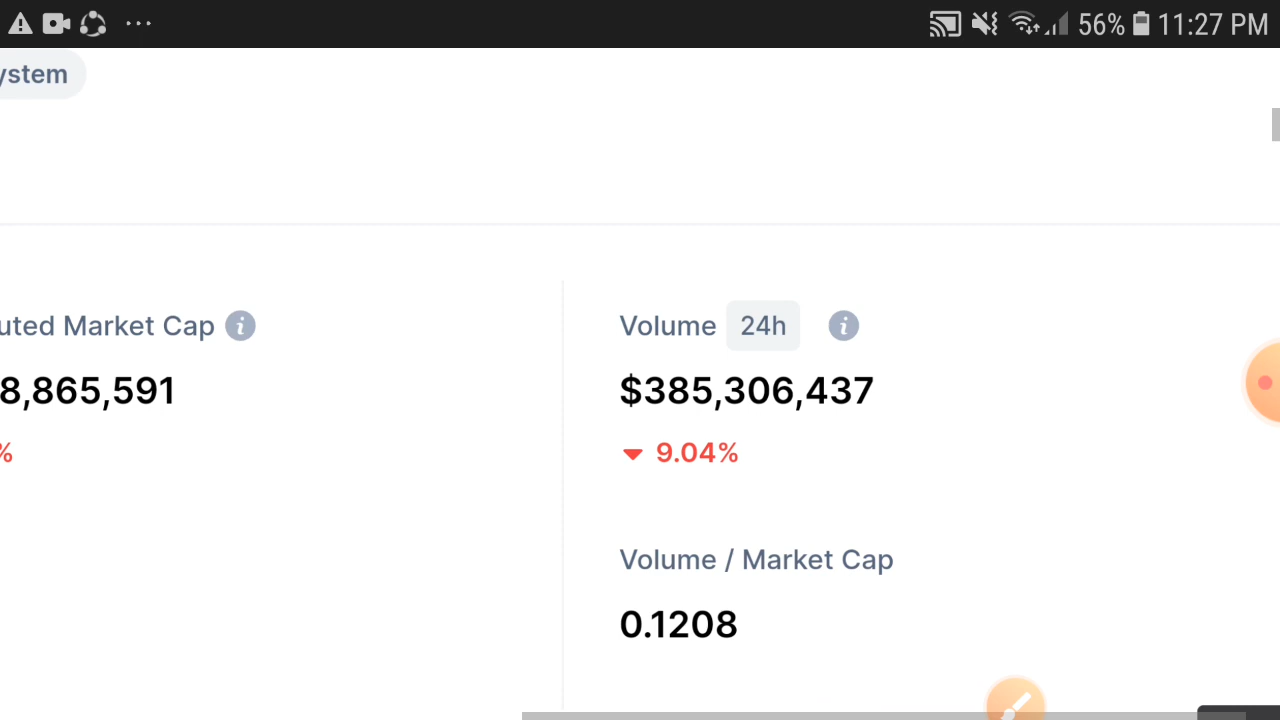 56% 11:27 PM
ystem
uted Market Cap
8,865,591
%
Volume 24h
$385,306,437
9.04%
Volume / Market Cap
0.1208